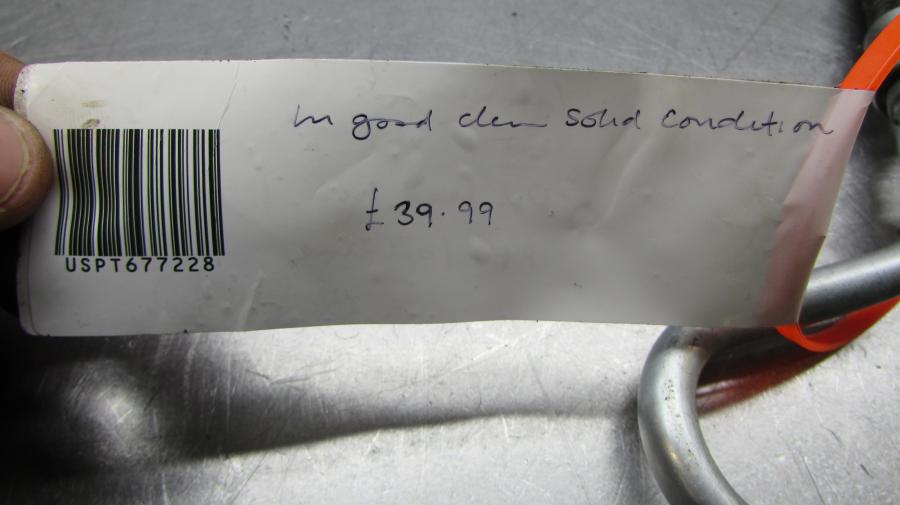 In good clean solid condition
£39.99
USPT677228